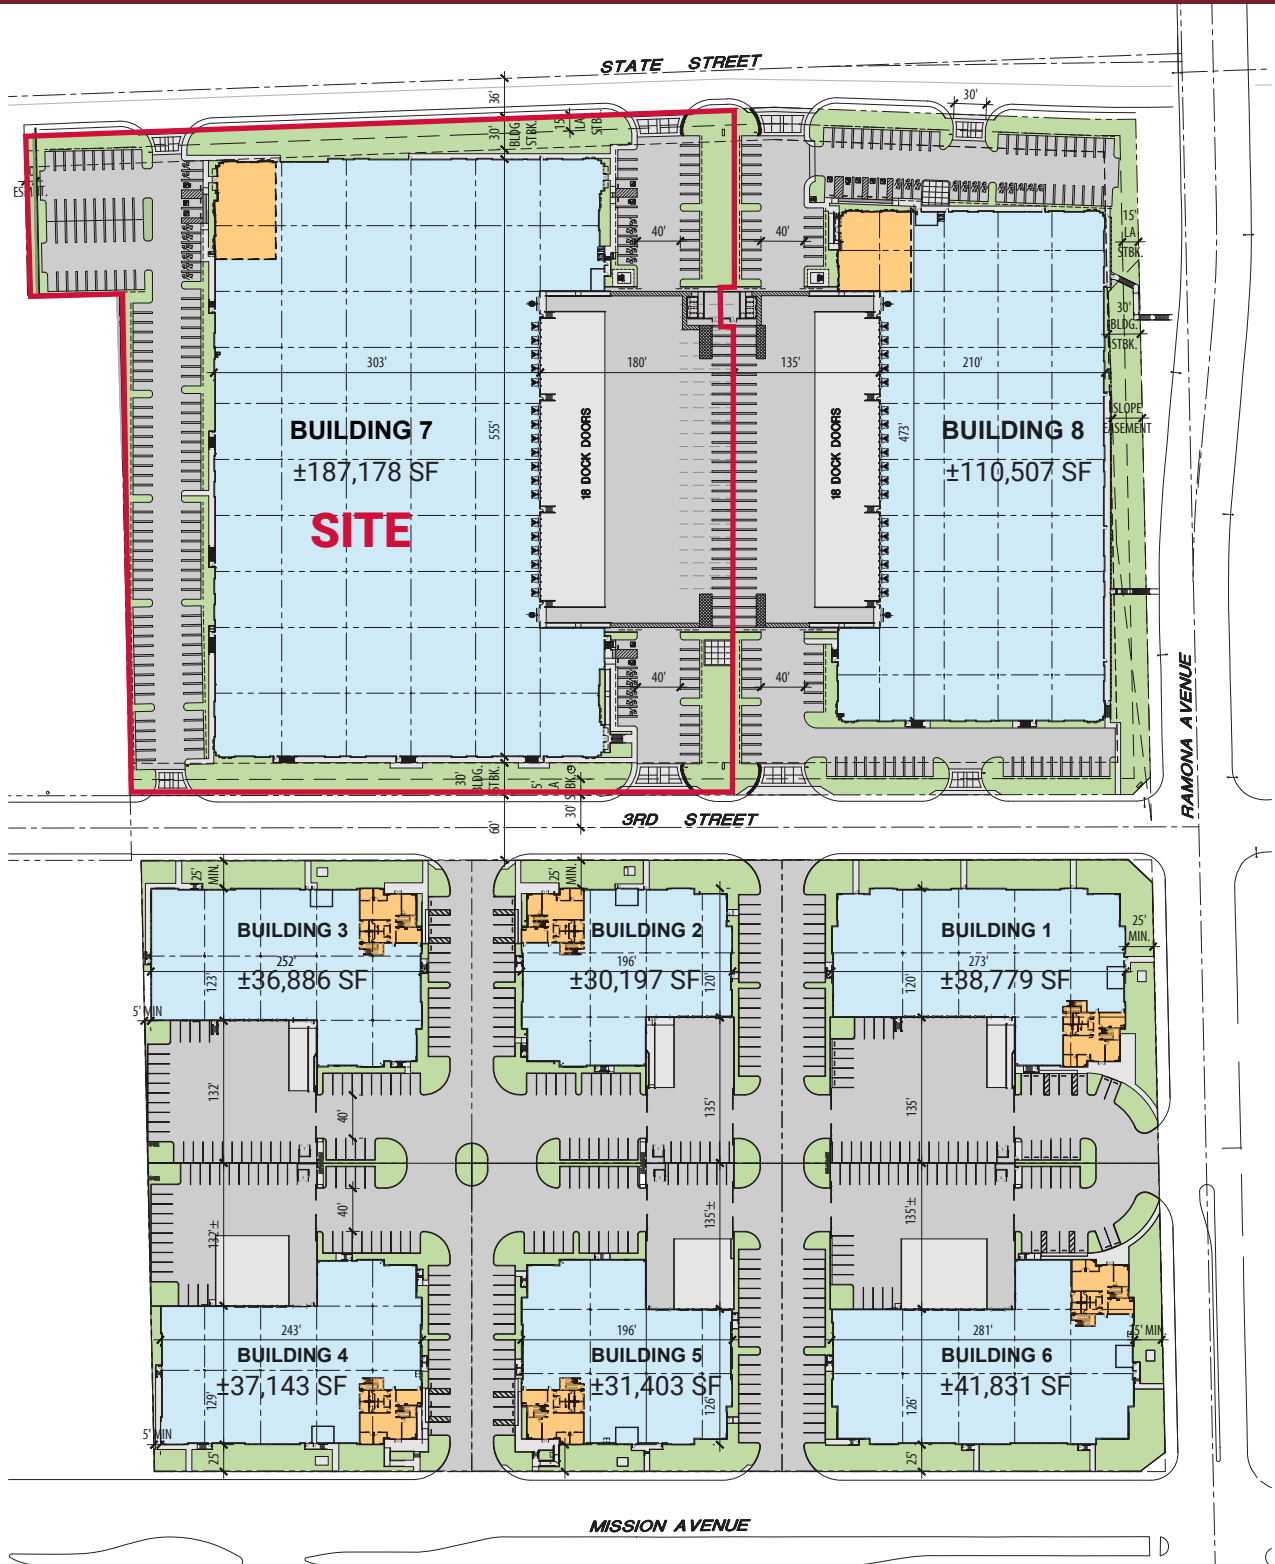 STATE STREET
36'
30'
BLDG
STBK.
15'
LA
STB
30'
ESMT.
40'
40'
15'
LA
STBK.
30'
BLDG.
STBK.
303'
180'
135'
210'
BUILDING 7
±187,178 SF
SITE
555'
18 DOCK DOORS
18 DOCK DOORS
473'
BUILDING 8
±110,507 SF
SLOPE
EASEMENT
40'
40'
RAMONA AVENUE
30'
BLDG.
STBK.
5'
LA
STBK.
30'
60'
3RD STREET
25'
MIN.
25'
MIN.
BUILDING 3
252'
±36,886 SF
123'
BUILDING 2
196'
±30,197 SF
120'
BUILDING 1
273'
±38,779 SF
120'
25'
MIN.
5' MIN
132'
40'
135'
135'
132'±
40'
135'±
135'±
243'
BUILDING 4
±37,143 SF
129'
196'
BUILDING 5
±31,403 SF
126'
281'
BUILDING 6
±41,831 SF
126'
5' MIN
5' MIN
25'
25'
MISSION AVENUE